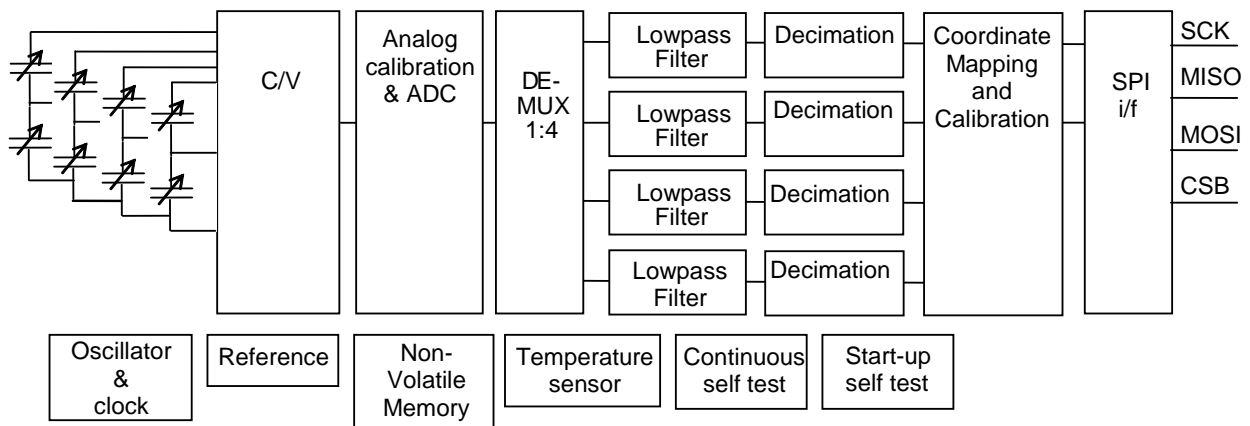 C/V
Analog
calibration
& ADC
DE-
MUX
1:4
Lowpass
Filter
Decimation
Lowpass
Filter
Decimation
Lowpass
Filter
Decimation
Lowpass
Filter
Decimation
Coordinate
Mapping
and
Calibration
SPI
i/f
SCK
MISO
MOSI
CSB
Oscillator
&
clock
Reference
Non-
Volatile
Memory
Temperature
sensor
Continuous
self test
Start-up
self test